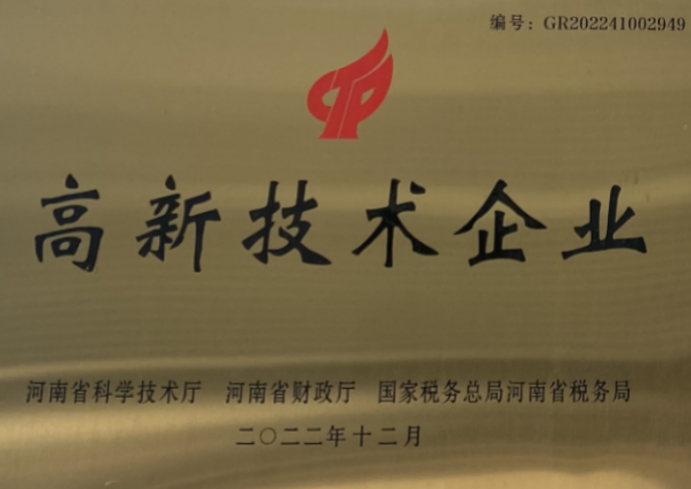 编号：GR202241002949
高新技术企业
河南省科学技术厅 河南省财政厅 国家税务总局河南省税务局
二〇二二年十二月